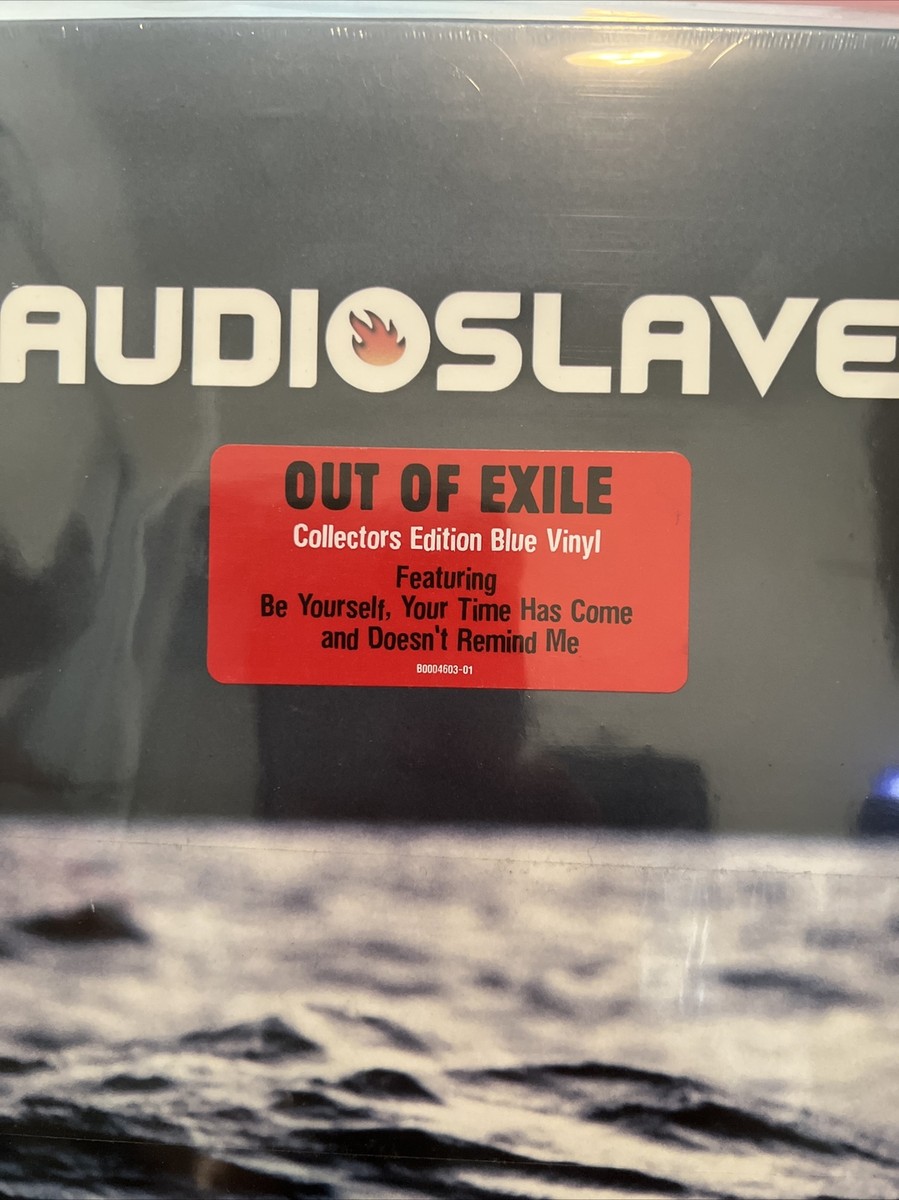 AUDIOSLAVE
OUT OF EXILE
Collectors Edition Blue Vinyl
Featuring
Be Yourself, Your Time Has Come
and Doesn't Remind Me
B0004603-01